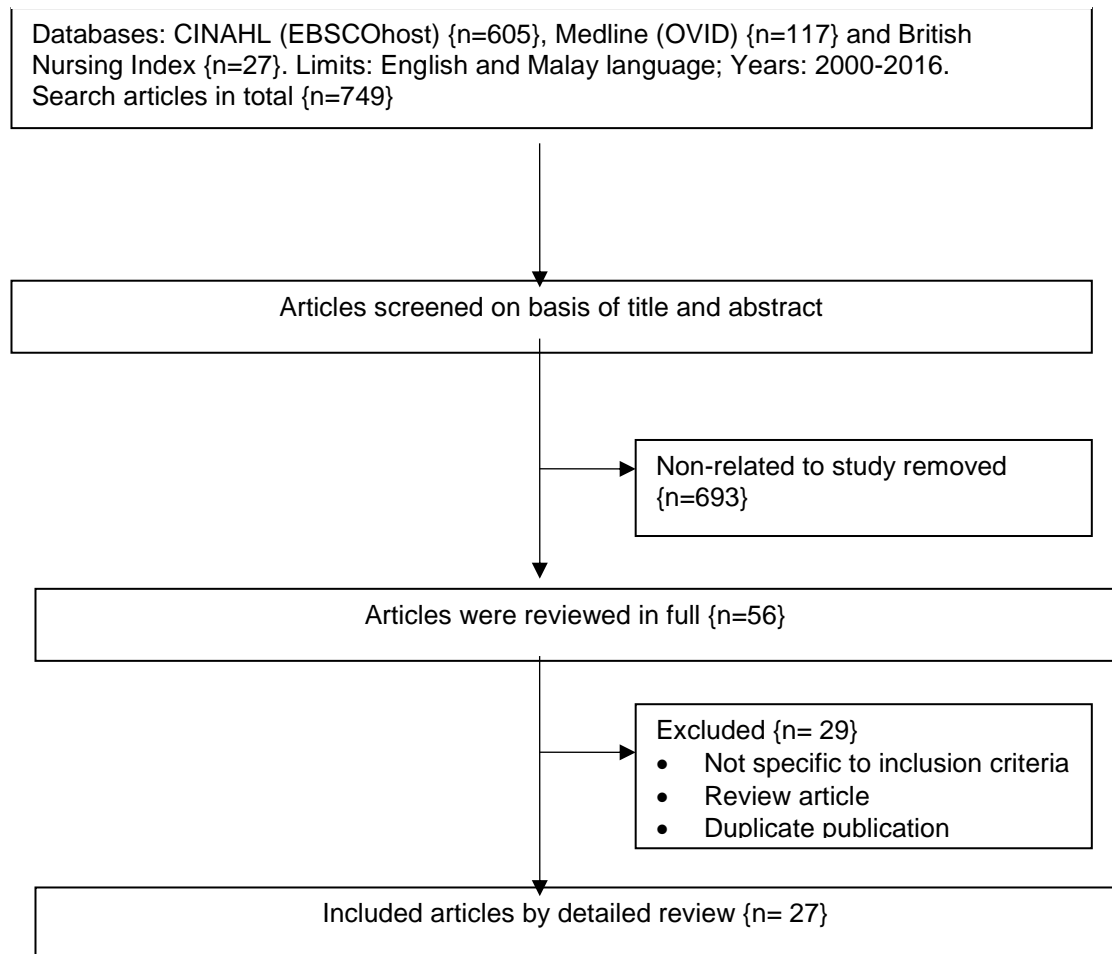 Databases: CINAHL (EBSCOhost) {n=605}, Medline (OVID) {n=117} and British
Nursing Index {n=27}. Limits: English and Malay language; Years: 2000-2016.
Search articles in total {n=749}
Articles screened on basis of title and abstract
Non-related to study removed
{n=693}
Articles were reviewed in full {n=56}
Excluded {n= 29}
• Not specific to inclusion criteria
• Review article
• Duplicate publication
Included articles by detailed review {n= 27}